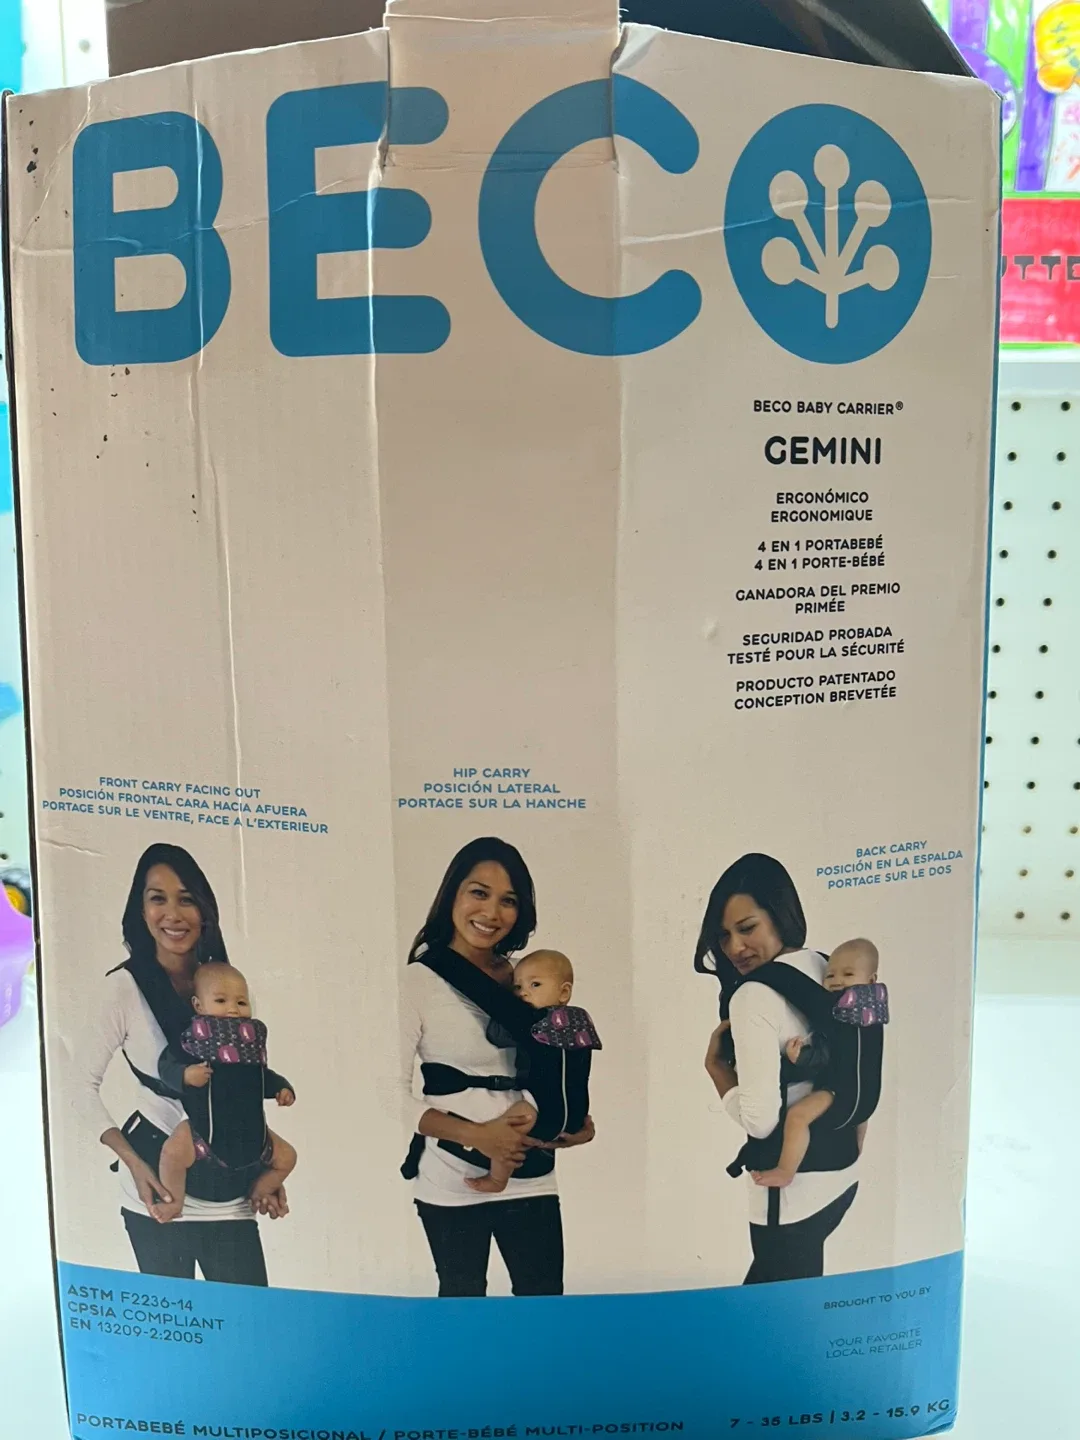 BECO
BECO BABY CARRIER®
GEMINI
ERGONÓMICO
ERGONOMIQUE
4 EN 1 PORTABEBÉ
4 EN 1 PORTE-BÉBÉ
GANADORA DEL PREMIO
PRIMÉE
SEGURIDAD PROBADA
TESTÉ POUR LA SÉCURITÉ
PRODUCTO PATENTADO
CONCEPTION BREVETÉE
FRONT CARRY FACING OUT
POSICIÓN FRONTAL CARA HACIA AFUERA
PORTAGE SUR LE VENTRE, FACE A L'EXTERIEUR
HIP CARRY
POSICIÓN LATERAL
PORTAGE SUR LA HANCHE
BACK CARRY
POSICIÓN EN LA ESPALDA
PORTAGE SUR LE DOS
ASTM F2236-14
CPSIA COMPLIANT
EN 13209-2:2005
BROUGHT TO YOU BY
YOUR FAVORITE
LOCAL RETAILER
PORTABEBÉ MULTIPOSICIONAL / PORTE-BÉBÉ MULTI-POSITION
7 - 35 LBS | 3.2 - 15.9 KG